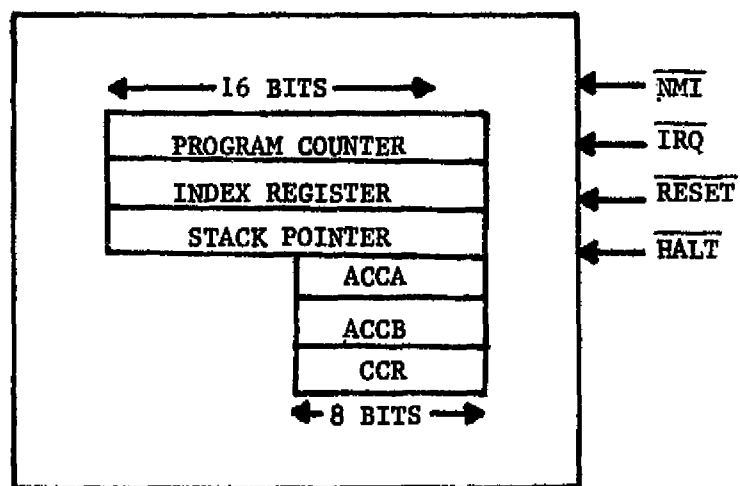 16 BITS
PROGRAM COUNTER
INDEX REGISTER
STACK POINTER
ACCA
ACCB
CCR
8 BITS
NMI
IRQ
RESET
HALT